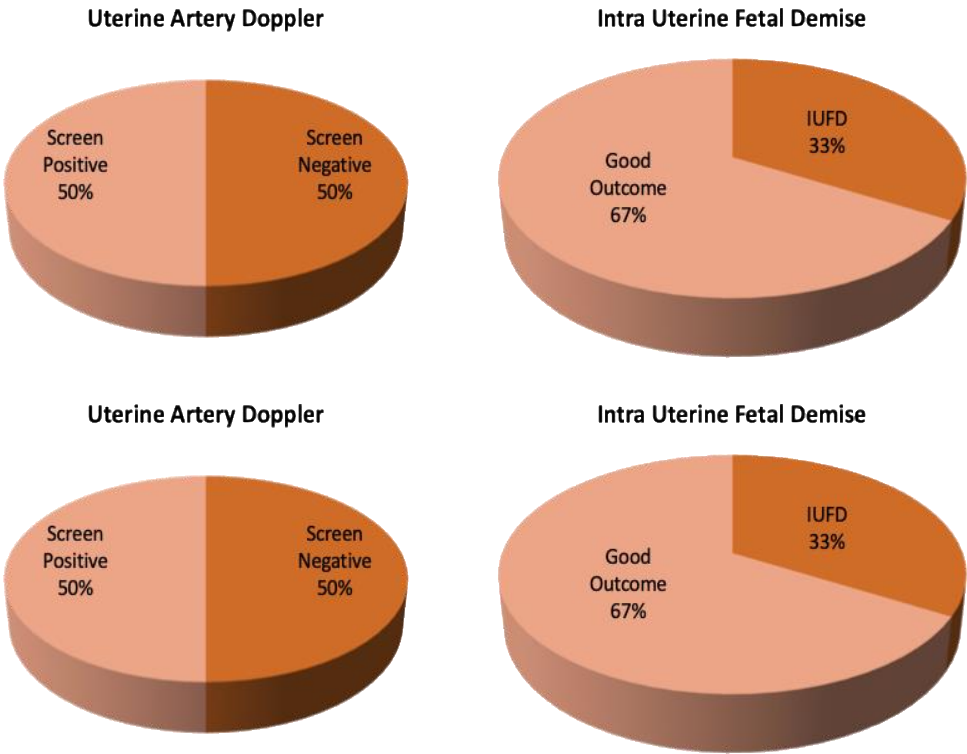 Uterine Artery Doppler
Screen
Positive
50%
Screen
Negative
50%
Intra Uterine Fetal Demise
IUFD
33%
Good
Outcome
67%
Uterine Artery Doppler
Screen
Positive
50%
Screen
Negative
50%
Intra Uterine Fetal Demise
IUFD
33%
Good
Outcome
67%